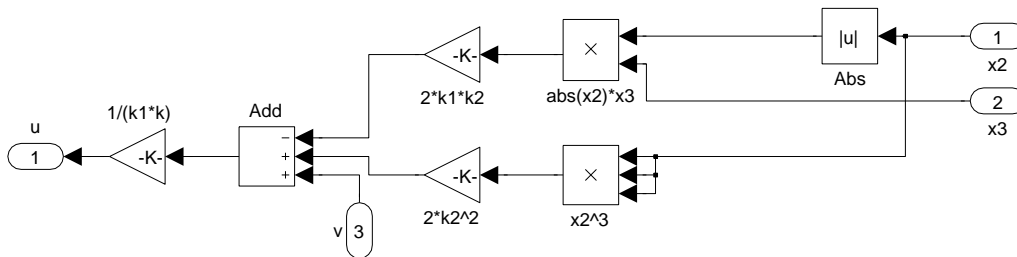 |u|
1
x2
Abs
-K-
2*k1*k2
×
abs(x2)*x3
2
x3
u
1
1/(k1*k)
-K-
Add
−
+
+
-K-
2*k2^2
×
x2^3
v
3